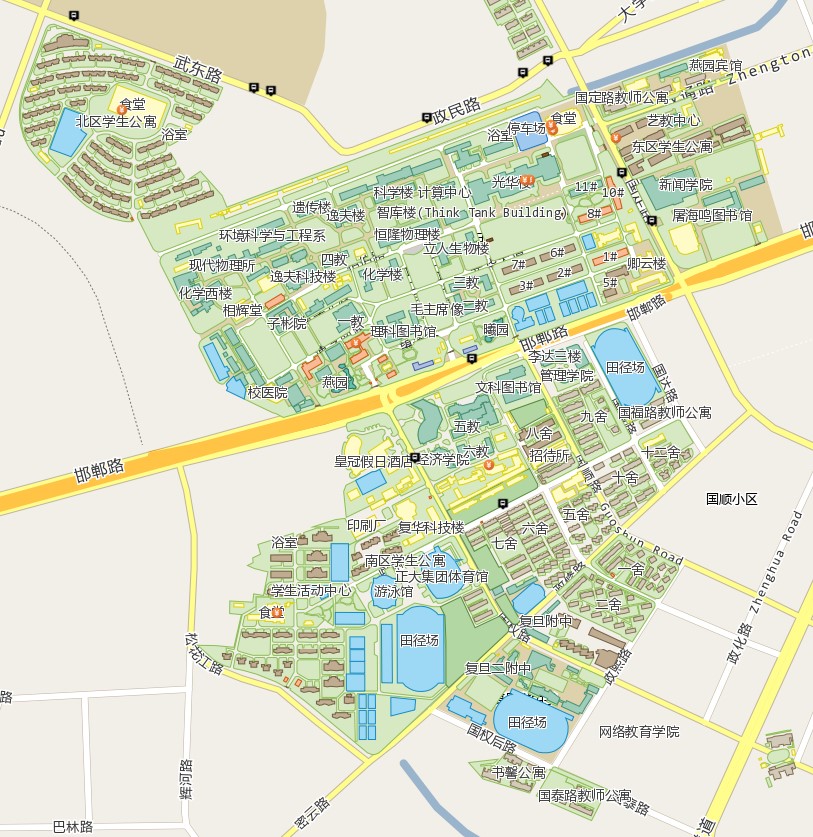 大学
武东路
燕园宾馆
Zhengton
食堂
北区学生公寓
浴室
政民路
国定路教师公寓
浴室
停车场
食堂
艺教中心
东区学生公寓
光华楼
科学楼
计算中心
新闻学院
11#
10#
遗传楼
逸夫楼
智库楼(Think Tank Building)
8#
屠海鸣图书馆
环境科学与工程系
恒隆物理楼
立人生物楼
四教
7#
6#
1#
卿云楼
现代物理所
逸夫科技楼
化学楼
2#
三教
3#
5#
化学西楼
相辉堂
毛主席像
二教
邯郸路
子彬院
一教
理科图书馆
曦园
邯郸路
李达三楼
田径场
校医院
燕园
管理学院
国达路
文科图书馆
国福路教师公寓
九舍
五教
八舍
十二舍
皇冠假日酒店
经济学院
六教
招待所
十舍
邯郸路
国顺路
国顺小区
印刷厂
复华科技楼
五舍
六舍
Guoshun Road
浴室
七舍
南区学生公寓
一舍
正大集团体育馆
政修路
学生活动中心
游泳馆
Zhenghua Road
政化路
二舍
食堂
复旦附中
田径场
松花江路
复旦二附中
政熙路
田径场
网络教育学院
国权后路
辉河路
书馨公寓
国泰路教师公寓
密云路
巴林路